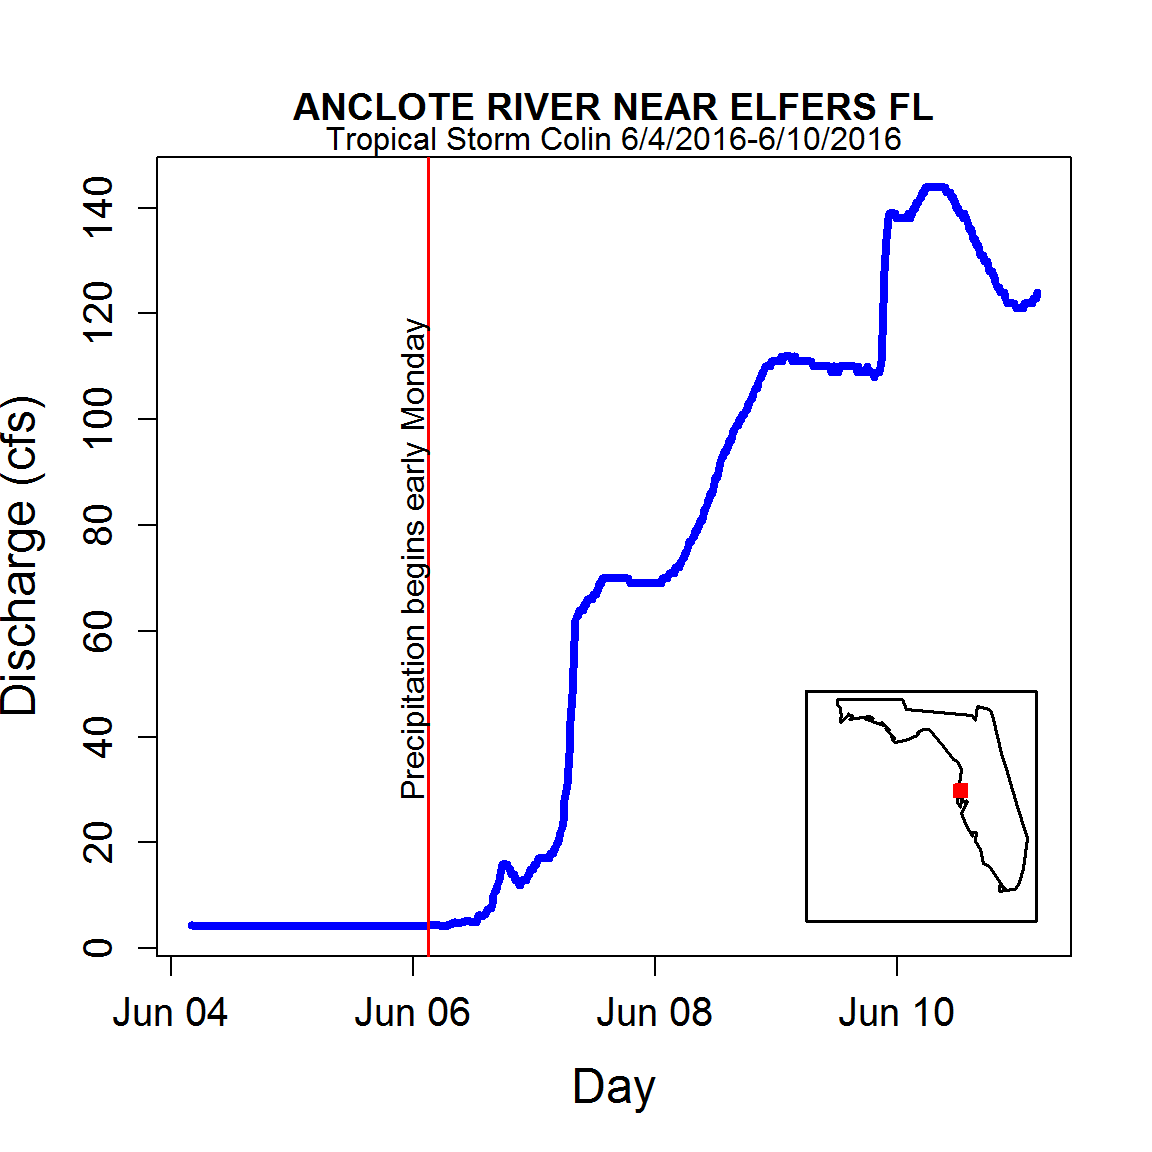 ANCLOTE RIVER NEAR ELFERS FL
Tropical Storm Colin 6/4/2016-6/10/2016
Discharge (cfs)
140
120
100
80
60
40
20
0
Precipitation begins early Monday
Jun 04
Jun 06
Jun 08
Jun 10
Day